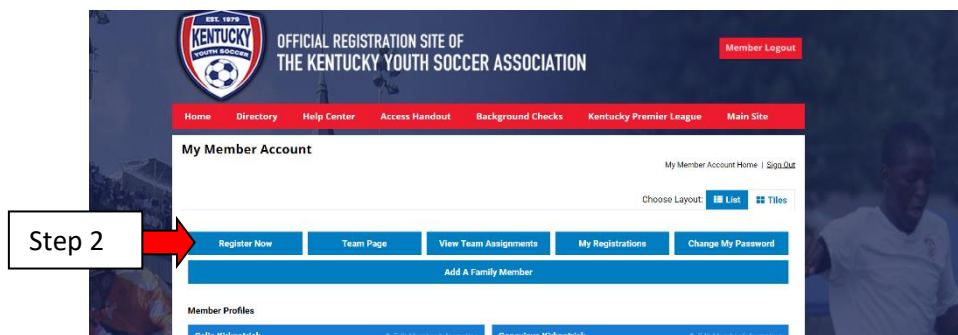 EST. 1979
KENTUCKY
YOUTH SOCCER
OFFICIAL REGISTRATION SITE OF
THE KENTUCKY YOUTH SOCCER ASSOCIATION
Member Logout
Home Directory Help Center Access Handout Background Checks Kentucky Premier League Main Site
My Member Account
My Member Account Home | Sign Out
Choose Layout: List Tiles
Step 2
Register Now Team Page View Team Assignments My Registrations Change My Password
Add A Family Member
Member Profiles